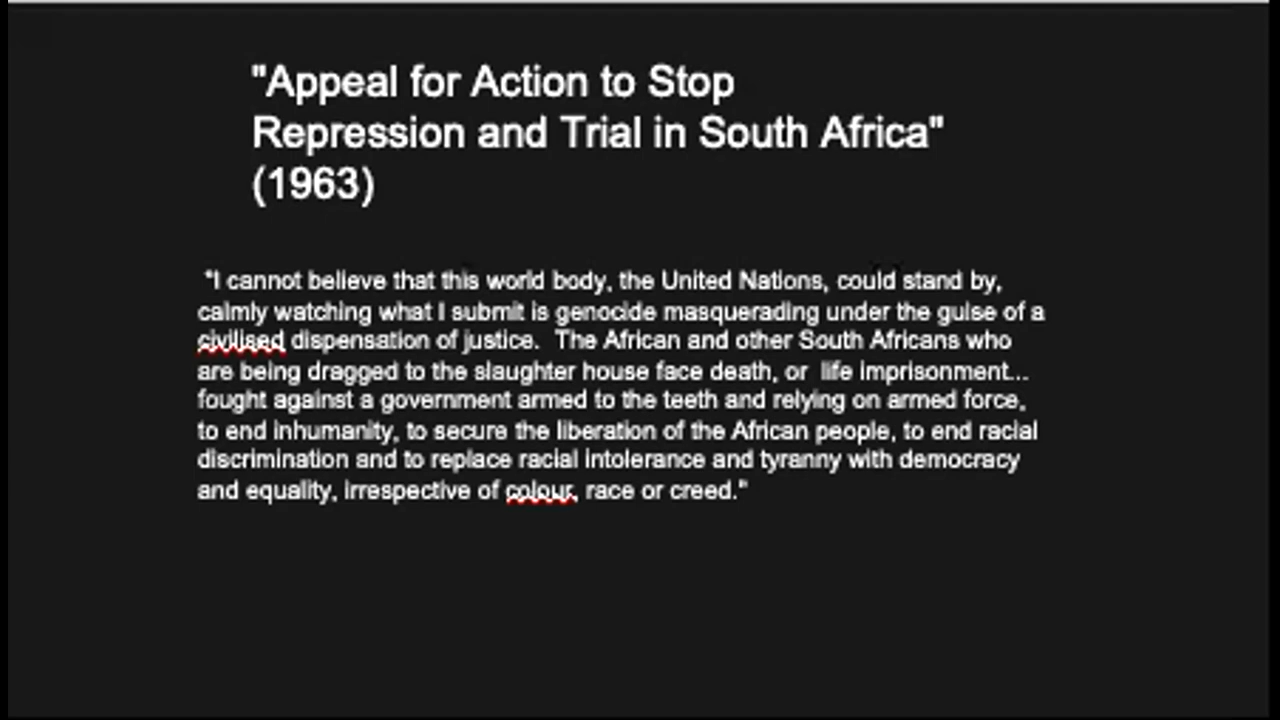 "Appeal for Action to Stop
Repression and Trial in South Africa"
(1963)
"I cannot believe that this world body, the United Nations, could stand by,
calmly watching what I submit is genocide masquerading under the guise of a
civilised dispensation of justice. The African and other South Africans who
are being dragged to the slaughter house face death, or life imprisonment...
fought against a government armed to the teeth and relying on armed force,
to end inhumanity, to secure the liberation of the African people, to end racial
discrimination and to replace racial intolerance and tyranny with democracy
and equality, irrespective of colour, race or creed."